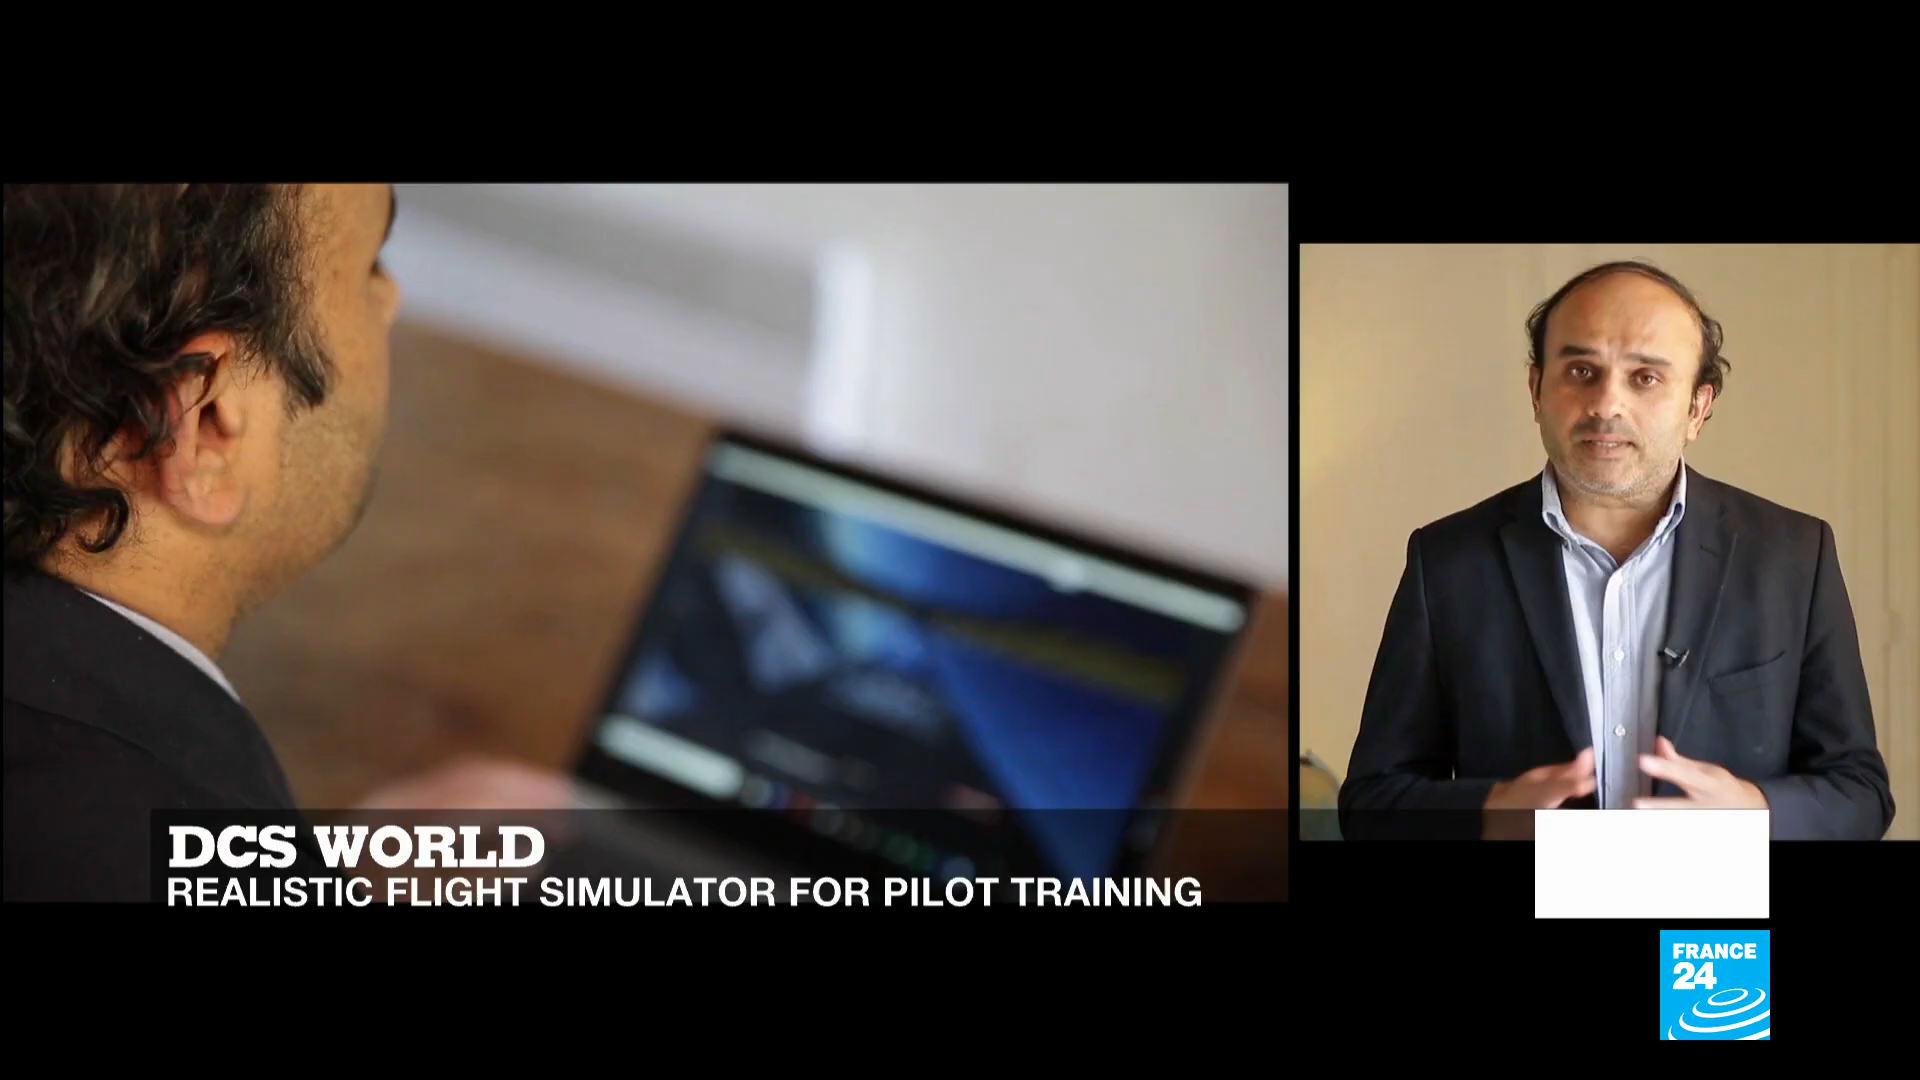 DCS WORLD
REALISTIC FLIGHT SIMULATOR FOR PILOT TRAINING
FRANCE
24